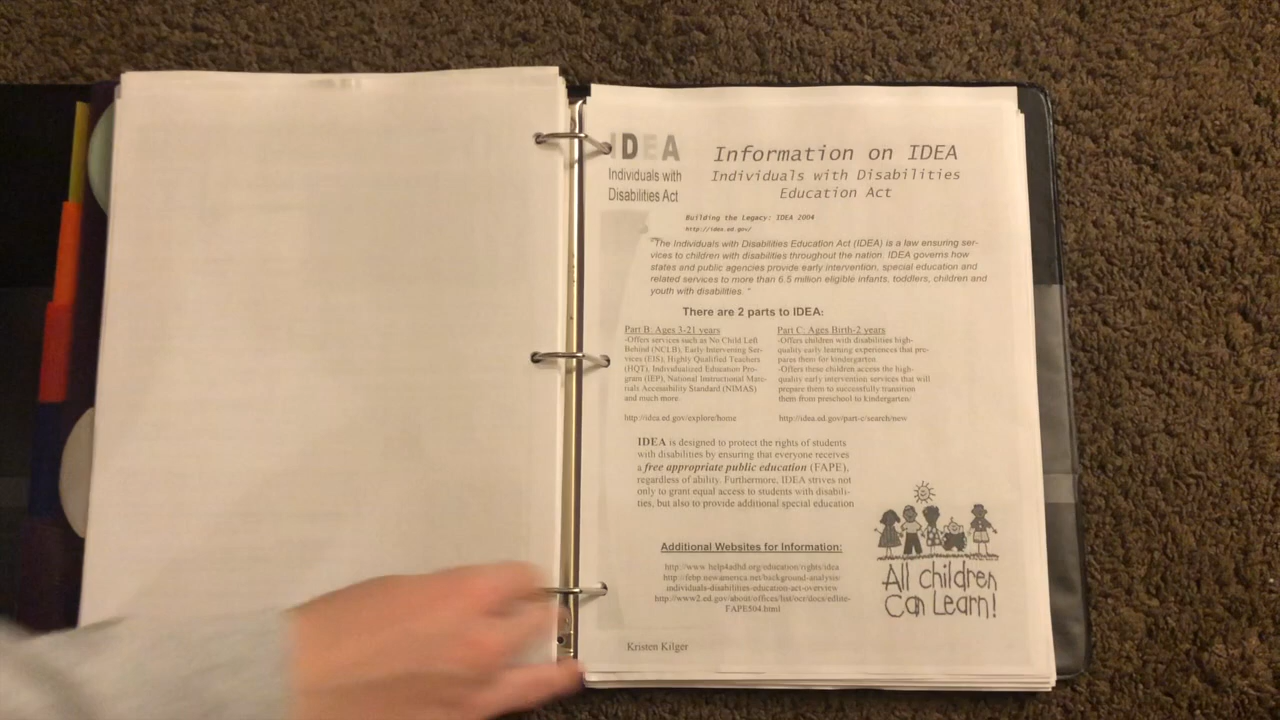 IDEA
Individuals with
Disabilities Act
Information on IDEA
Individuals with Disabilities
Education Act
Building the Legacy: IDEA 2004
http://idea.ed.gov/
"The Individuals with Disabilities Education Act (IDEA) is a law ensuring ser-
vices to children with disabilities throughout the nation. IDEA governs how
states and public agencies provide early intervention, special education and
related services to more than 6.5 million eligible infants, toddlers, children and
youth with disabilities. "
There are 2 parts to IDEA:
Part B: Ages 3-21 years
-Offers services such as No Child Left
Behind (NCLB), Early Intervening Ser-
vices (EIS), Highly Qualified Teachers
(HQT), Individualized Education Pro-
gram (IEP), National Instructional Mate-
rials Accessibility Standard (NIMAS)
and much more.
http://idea.ed.gov/explore/home
Part C: Ages Birth-2 years
-Offers children with disabilities high-
quality early learning experiences that pre-
pares them for kindergarten.
-Offers these children access the high-
quality early intervention services that will
prepare them to successfully transition
them from preschool to kindergarten/
http://idea.ed.gov/part-c/search/new
IDEA is designed to protect the rights of students
with disabilities by ensuring that everyone receives
a free appropriate public education (FAPE),
regardless of ability. Furthermore, IDEA strives not
only to grant equal access to students with disabili-
ties, but also to provide additional special education
Additional Websites for Information:
http://www.help4adhd.org/education/rights/idea
http://febp.newamerica.net/background-analysis/
individuals-disabilities-education-act-overview
http://www2.ed.gov/about/offices/list/ocr/docs/edlite-
FAPE504.html
All children
Can Learn!
Kristen Kilger